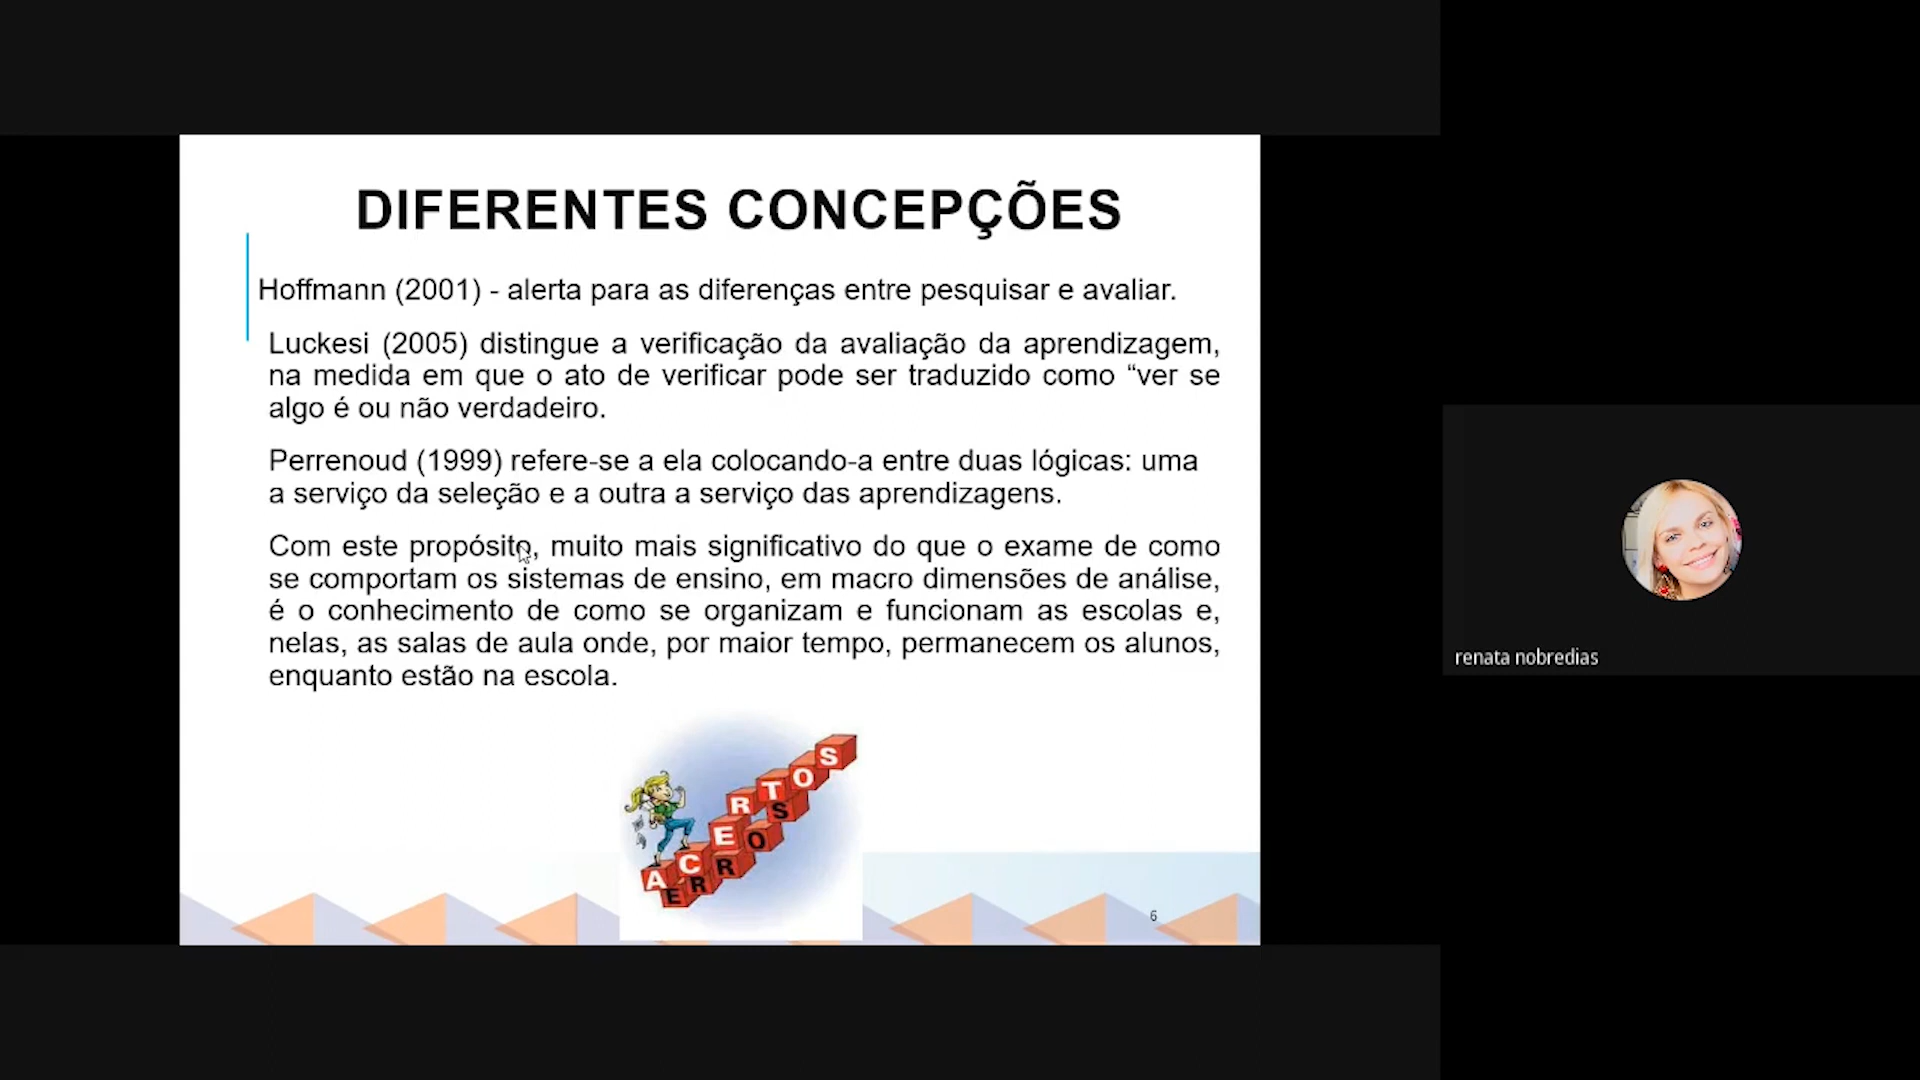 DIFERENTES CONCEPÇÕES
Hoffmann (2001) - alerta para as diferenças entre pesquisar e avaliar.
Luckesi (2005) distingue a verificação da avaliação da aprendizagem,
na medida em que o ato de verificar pode ser traduzido como “ver se
algo é ou não verdadeiro.
Perrenoud (1999) refere-se a ela colocando-a entre duas lógicas: uma
a serviço da seleção e a outra a serviço das aprendizagens.
Com este propósito, muito mais significativo do que o exame de como
se comportam os sistemas de ensino, em macro dimensões de análise,
é o conhecimento de como se organizam e funcionam as escolas e,
nelas, as salas de aula onde, por maior tempo, permanecem os alunos,
enquanto estão na escola.
ACERTOS
ERROS
6
renata nobredias